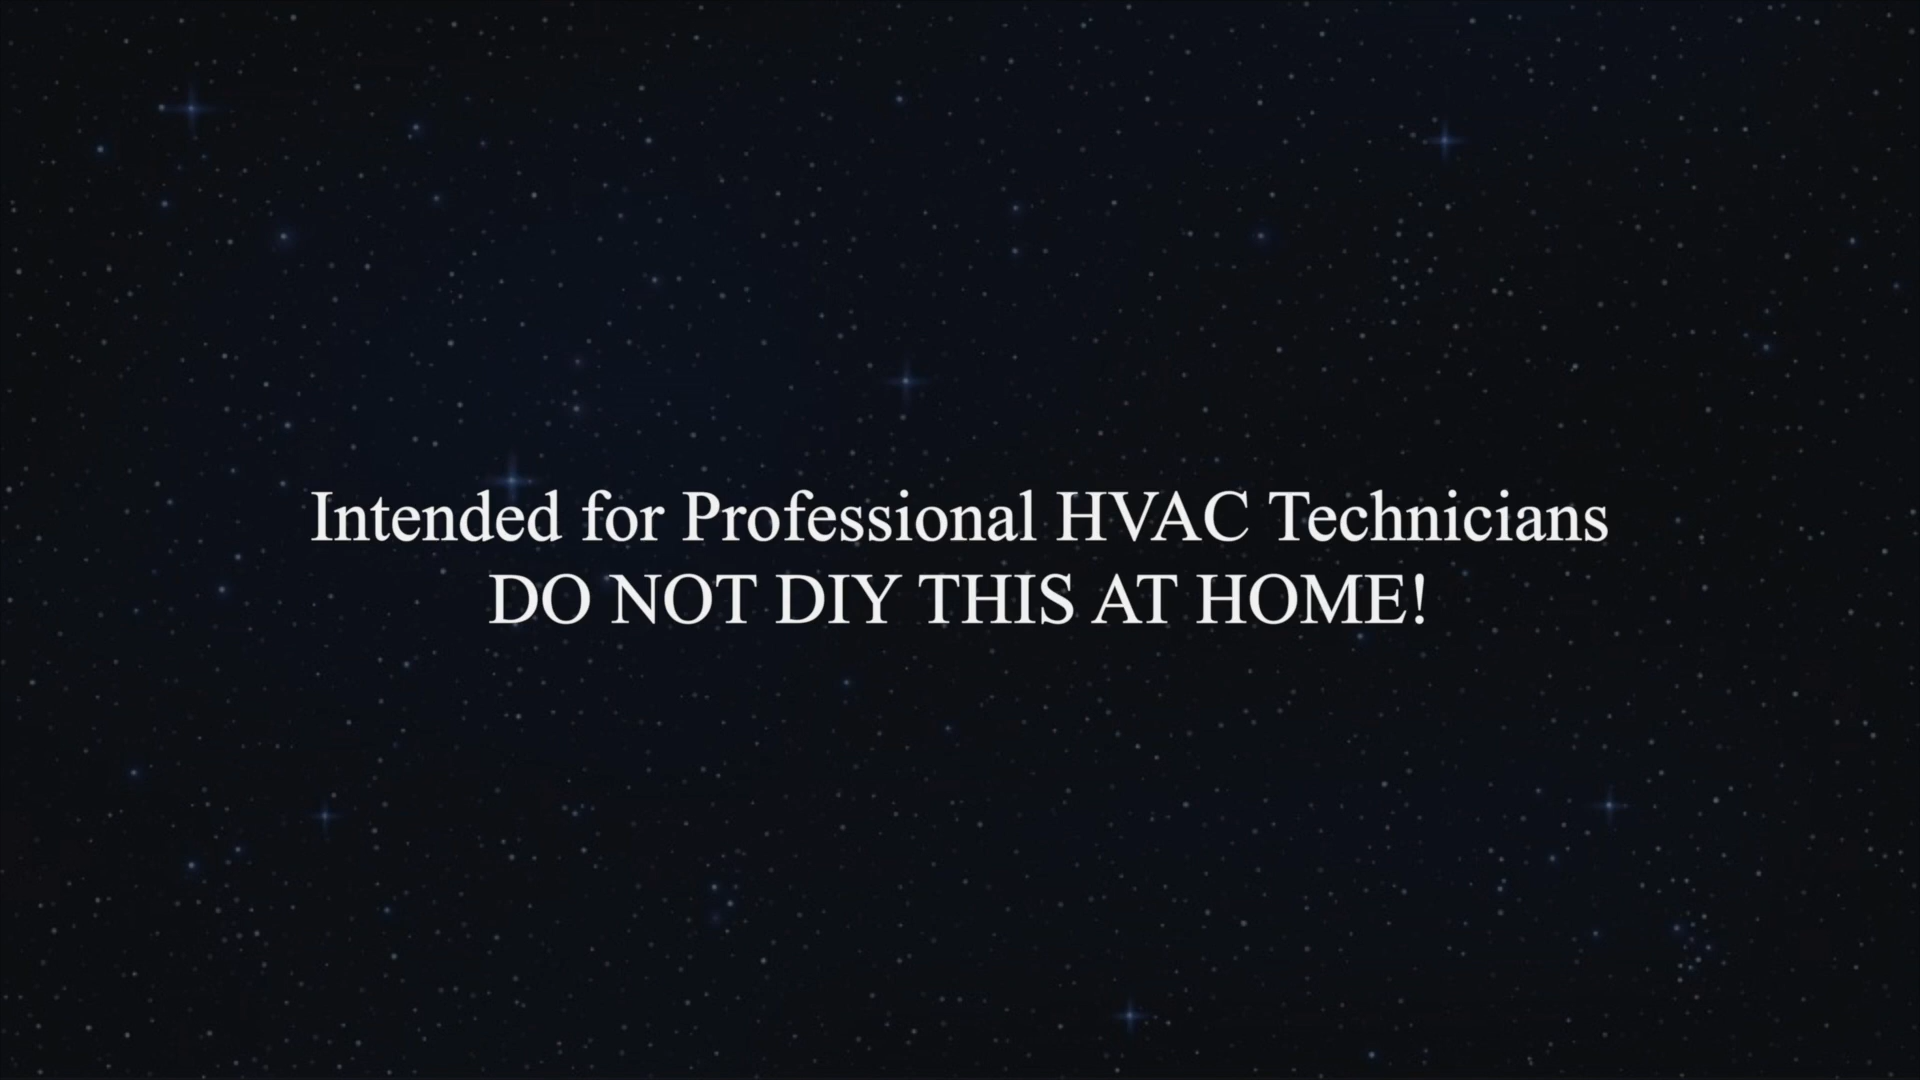 Intended for Professional HVAC Technicians
DO NOT DIY THIS AT HOME!